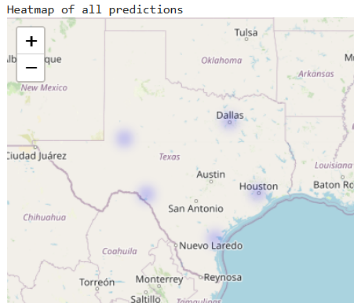 Heatmap of all predictions
+
−
Tulsa
Oklahoma
Arkansas
New Mexico
Dallas
Ciudad Juárez
Texas
Louisiana
Austin
Houston
Baton
San Antonio
Chihuahua
Coahuila
Nuevo Laredo
Torreón
Monterrey
Reynosa
Saltillo
Tamaulipas